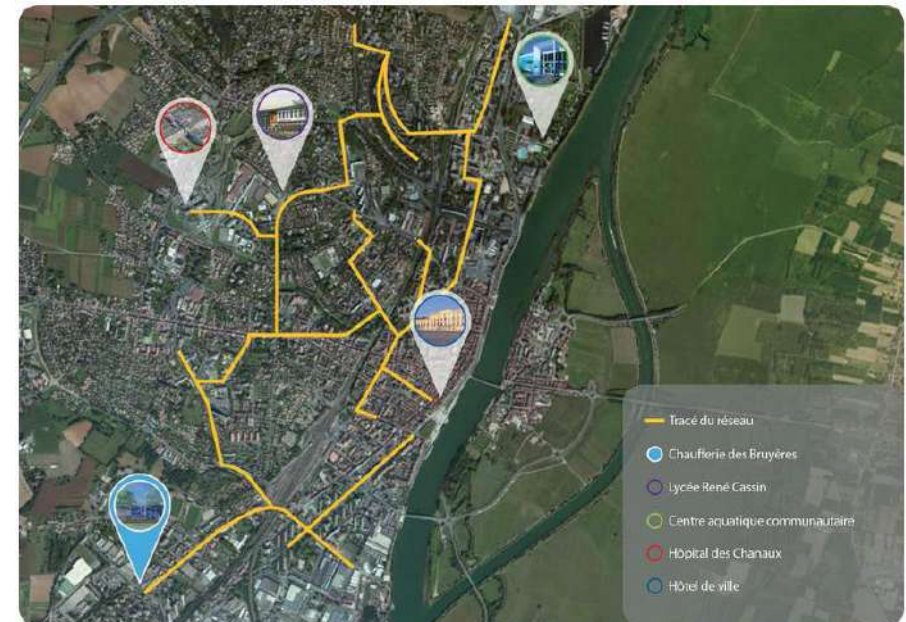 Tracé du réseau
Chaufferie des Bruyères
Lycée René Cassin
Centre aquatique communautaire
Hôpital des Chanaux
Hôtel de ville